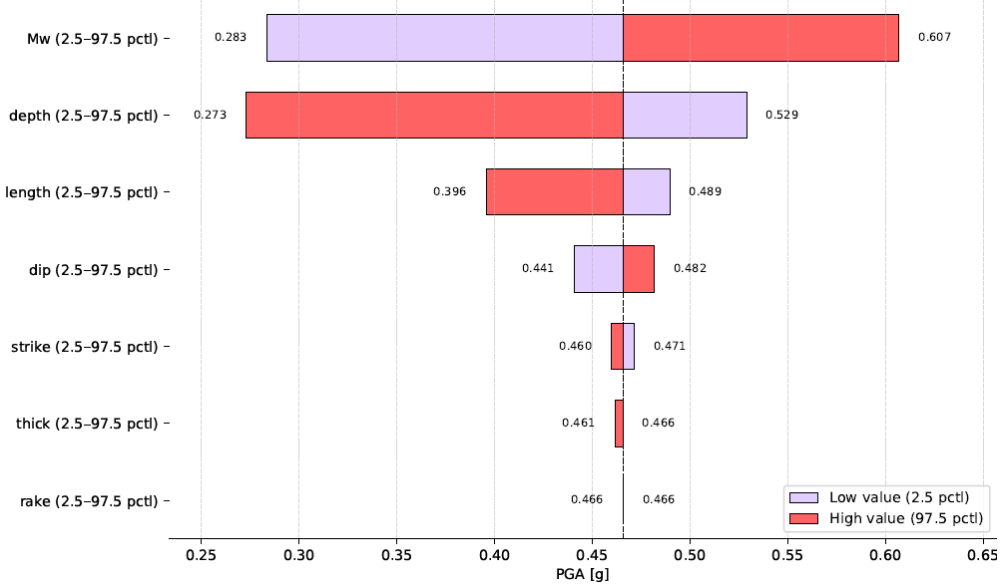 Mw (2.5–97.5 pctl)
0.283
0.607
depth (2.5–97.5 pctl)
0.273
0.529
length (2.5–97.5 pctl)
0.396
0.489
dip (2.5–97.5 pctl)
0.441
0.482
strike (2.5–97.5 pctl)
0.460
0.471
thick (2.5–97.5 pctl)
0.461
0.466
rake (2.5–97.5 pctl)
0.466
0.466
Low value (2.5 pctl)
High value (97.5 pctl)
0.25 0.30 0.35 0.40 0.45 0.50 0.55 0.60 0.65
PGA [g]